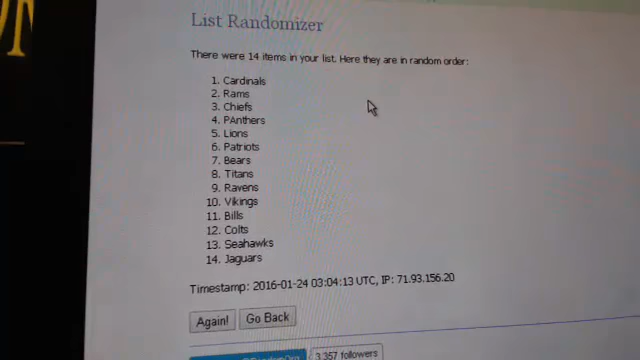 List Randomizer
There were 14 items in your list. Here they are in random order:
1. Cardinals
2. Rams
3. Chiefs
4. PAnthers
5. Lions
6. Patriots
7. Bears
8. Titans
9. Ravens
10. Vikings
11. Bills
12. Colts
13. Seahawks
14. Jaguars
Timestamp: 2016-01-24 03:04:13 UTC, IP: 71.93.156.20
Again! Go Back
3,357 followers